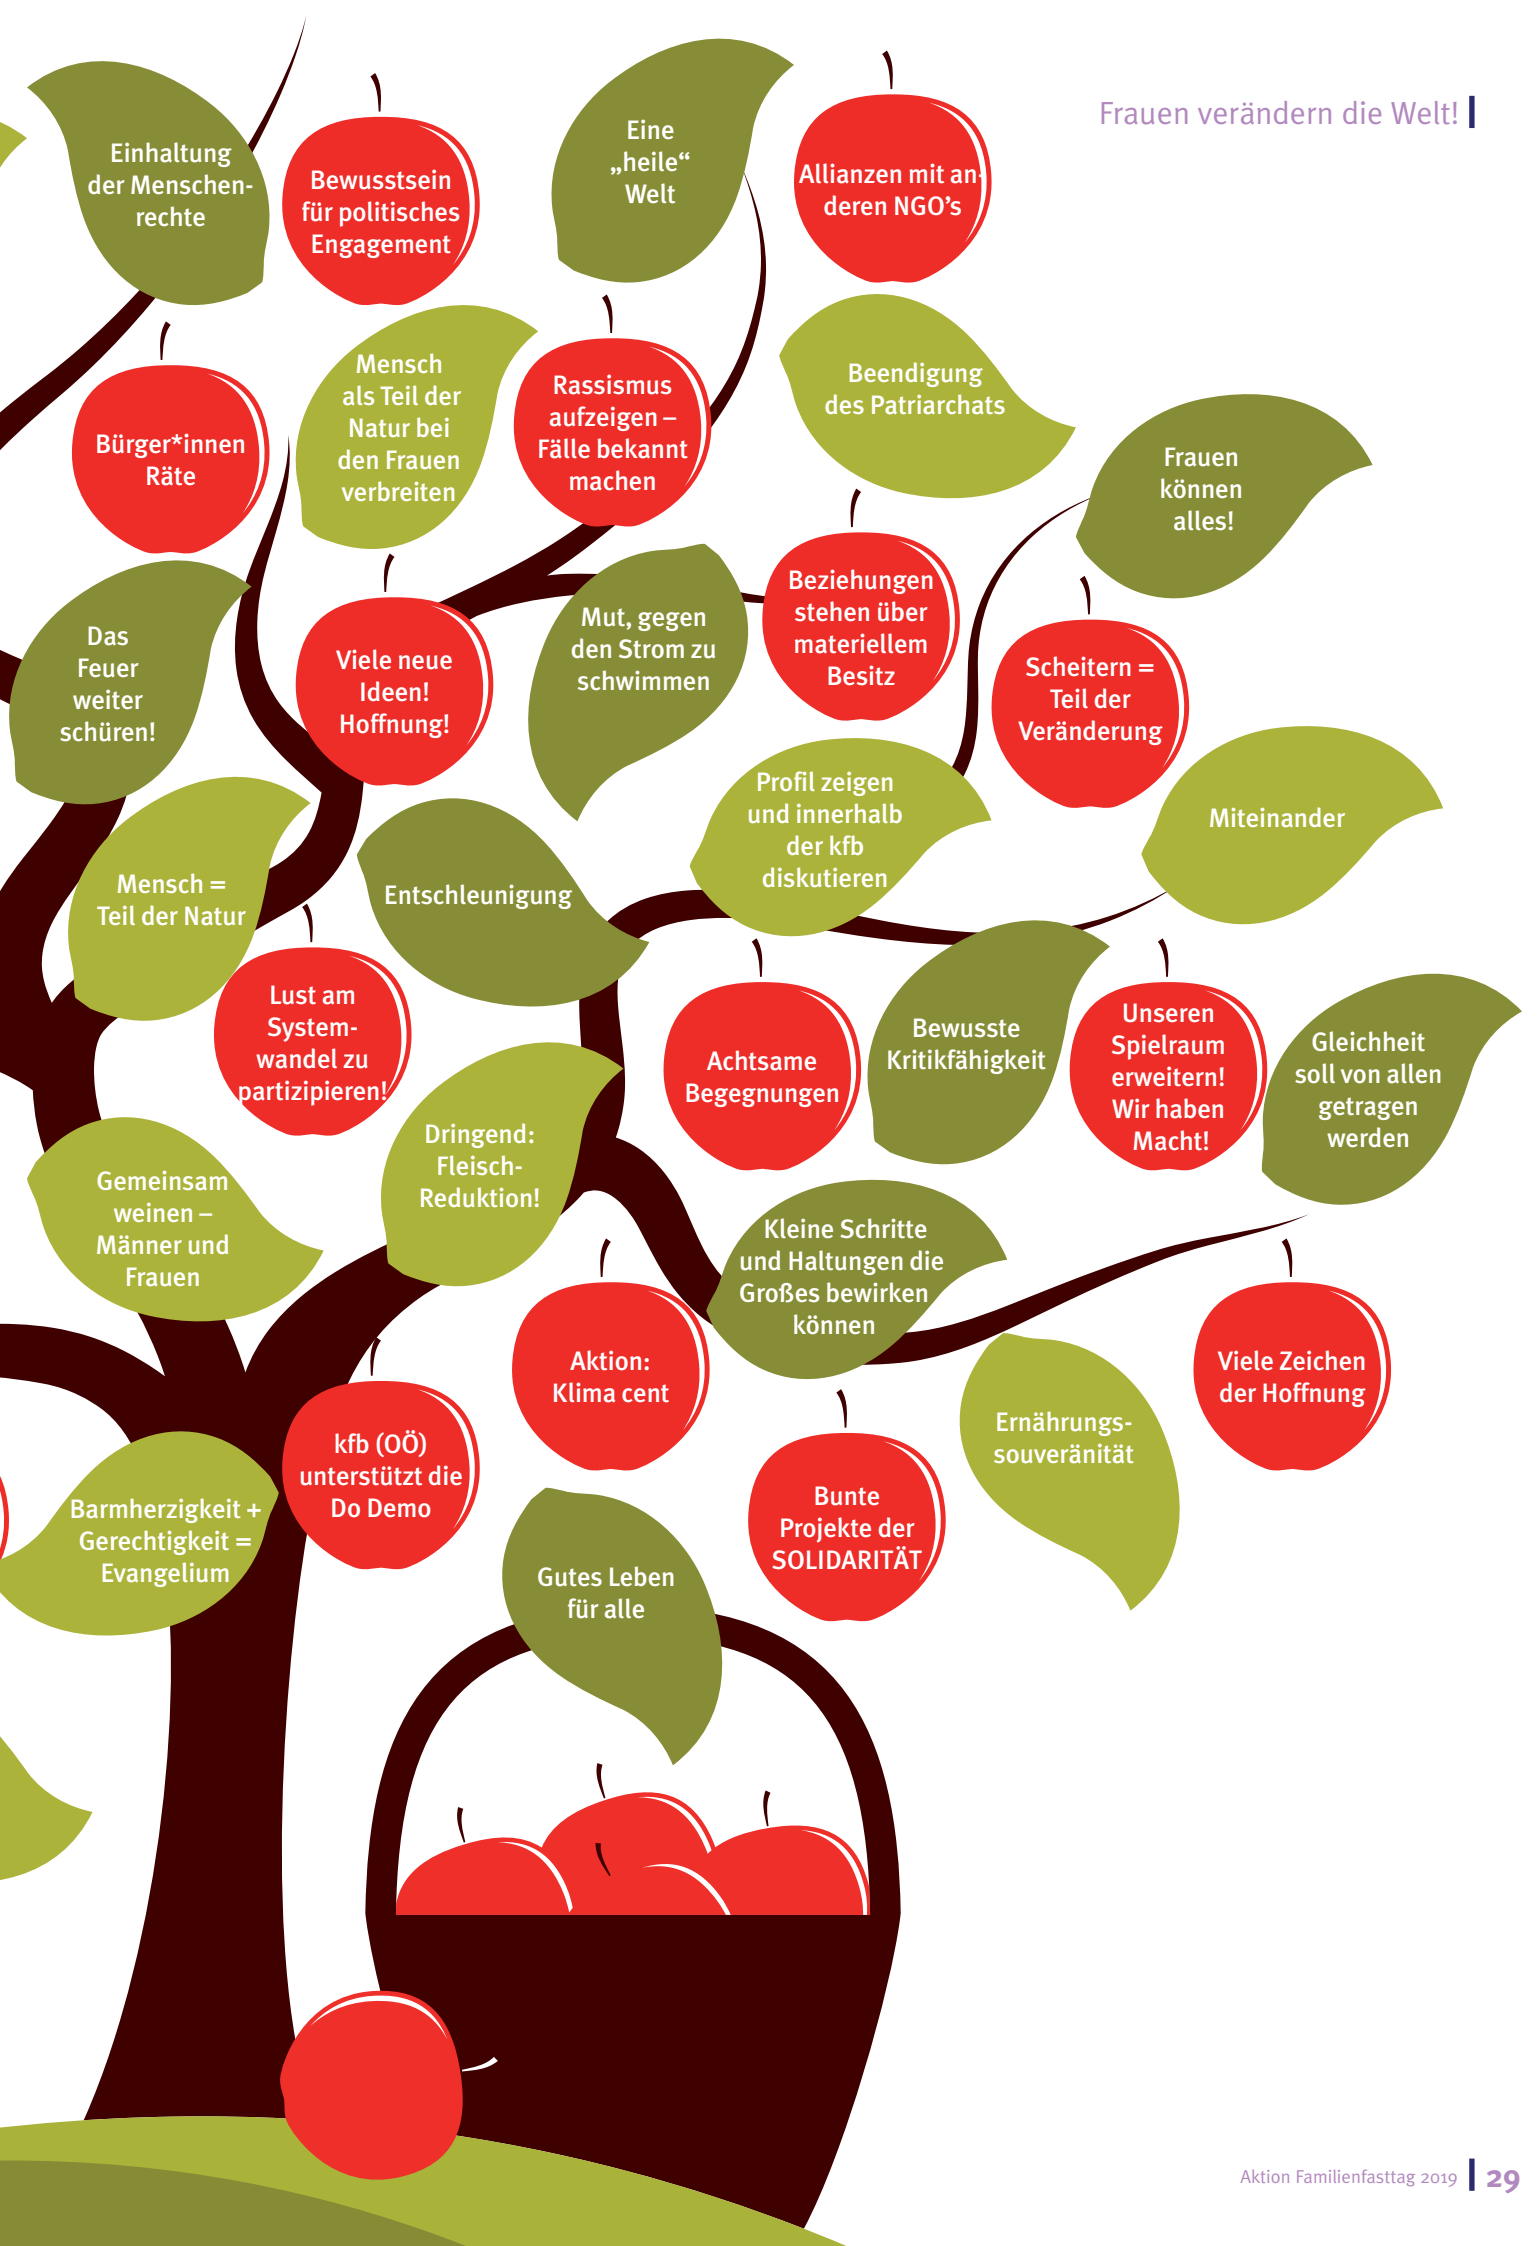 Frauen verändern die Welt!
Einhaltung
der Menschen-
rechte
Bewusstsein
für politisches
Engagement
Eine
„heile“
Welt
Allianzen mit an-
deren NGO’s
Bürger*innen
Räte
Mensch
als Teil der
Natur bei
den Frauen
verbreiten
Rassismus
aufzeigen –
Fälle bekannt
machen
Beendigung
des Patriarchats
Frauen
können
alles!
Das
Feuer
weiter
schüren!
Viele neue
Ideen!
Hoffnung!
Mut, gegen
den Strom zu
schwimmen
Beziehungen
stehen über
materiellem
Besitz
Scheitern =
Teil der
Veränderung
Mensch =
Teil der Natur
Entschleunigung
Profil zeigen
und innerhalb
der kfb
diskutieren
Miteinander
Lust am
System-
wandel zu
partizipieren!
Achtsame
Begegnungen
Bewusste
Kritikfähigkeit
Unseren
Spielraum
erweitern!
Wir haben
Macht!
Gleichheit
soll von allen
getragen
werden
Gemeinsam
weinen –
Männer und
Frauen
Dringend:
Fleisch-
Reduktion!
Kleine Schritte
und Haltungen die
Großes bewirken
können
Aktion:
Klima cent
Viele Zeichen
der Hoffnung
kfb (OÖ)
unterstützt die
Do Demo
Ernährungs-
souveränität
Barmherzigkeit +
Gerechtigkeit =
Evangelium
Bunte
Projekte der
SOLIDARITÄT
Gutes Leben
für alle
Aktion Familienfasttag 2019 29